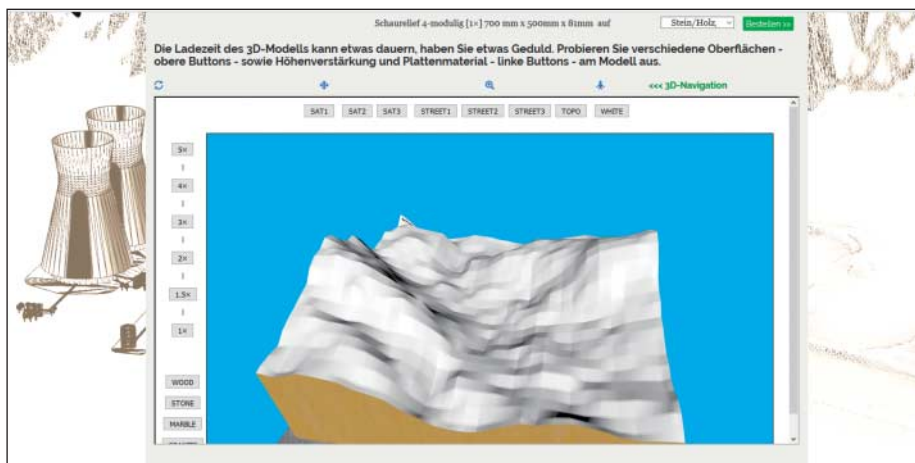 Schaurelief 4-modulig [1×] 700 mm x 500mm x 81mm auf
Stein/Holz
Bestellen >>
Die Ladezeit des 3D-Modells kann etwas dauern, haben Sie etwas Geduld. Probieren Sie verschiedene Oberflächen -
obere Buttons - sowie Höhenverstärkung und Plattenmaterial - linke Buttons - am Modell aus.
<<< 3D-Navigation
SAT1 SAT2 SAT3 STREET1 STREET2 STREET3 TOPO WHITE
5×
4×
3×
2×
1.5×
1×
WOOD
STONE
MARBLE